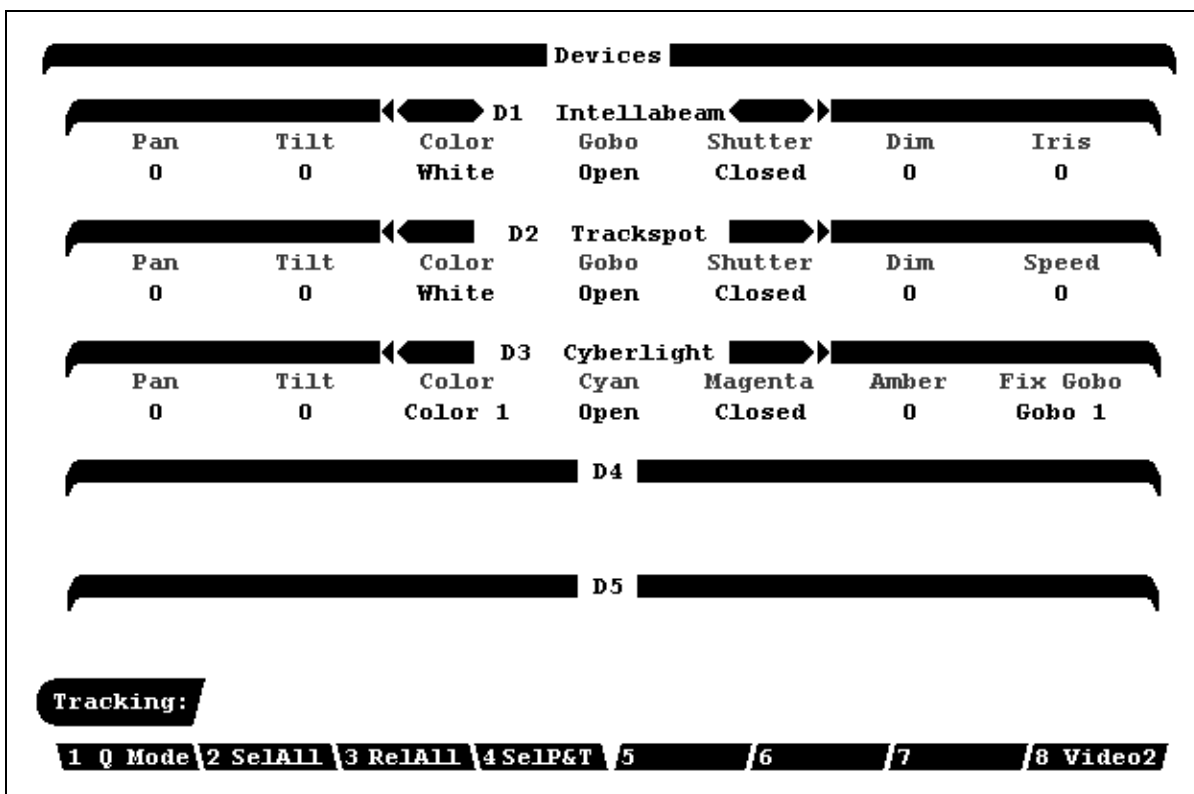 Devices
D1 Intellabeam
Pan Tilt Color Gobo Shutter Dim Iris
0 0 White Open Closed 0 0
D2 Trackspot
Pan Tilt Color Gobo Shutter Dim Speed
0 0 White Open Closed 0 0
D3 Cyberlight
Pan Tilt Color Cyan Magenta Amber Fix Gobo
0 0 Color 1 Open Closed 0 Gobo 1
D4
D5
Tracking:
1 Q Mode 2 SelAll 3 RelAll 4 SelP&T 5 6 7 8 Video2